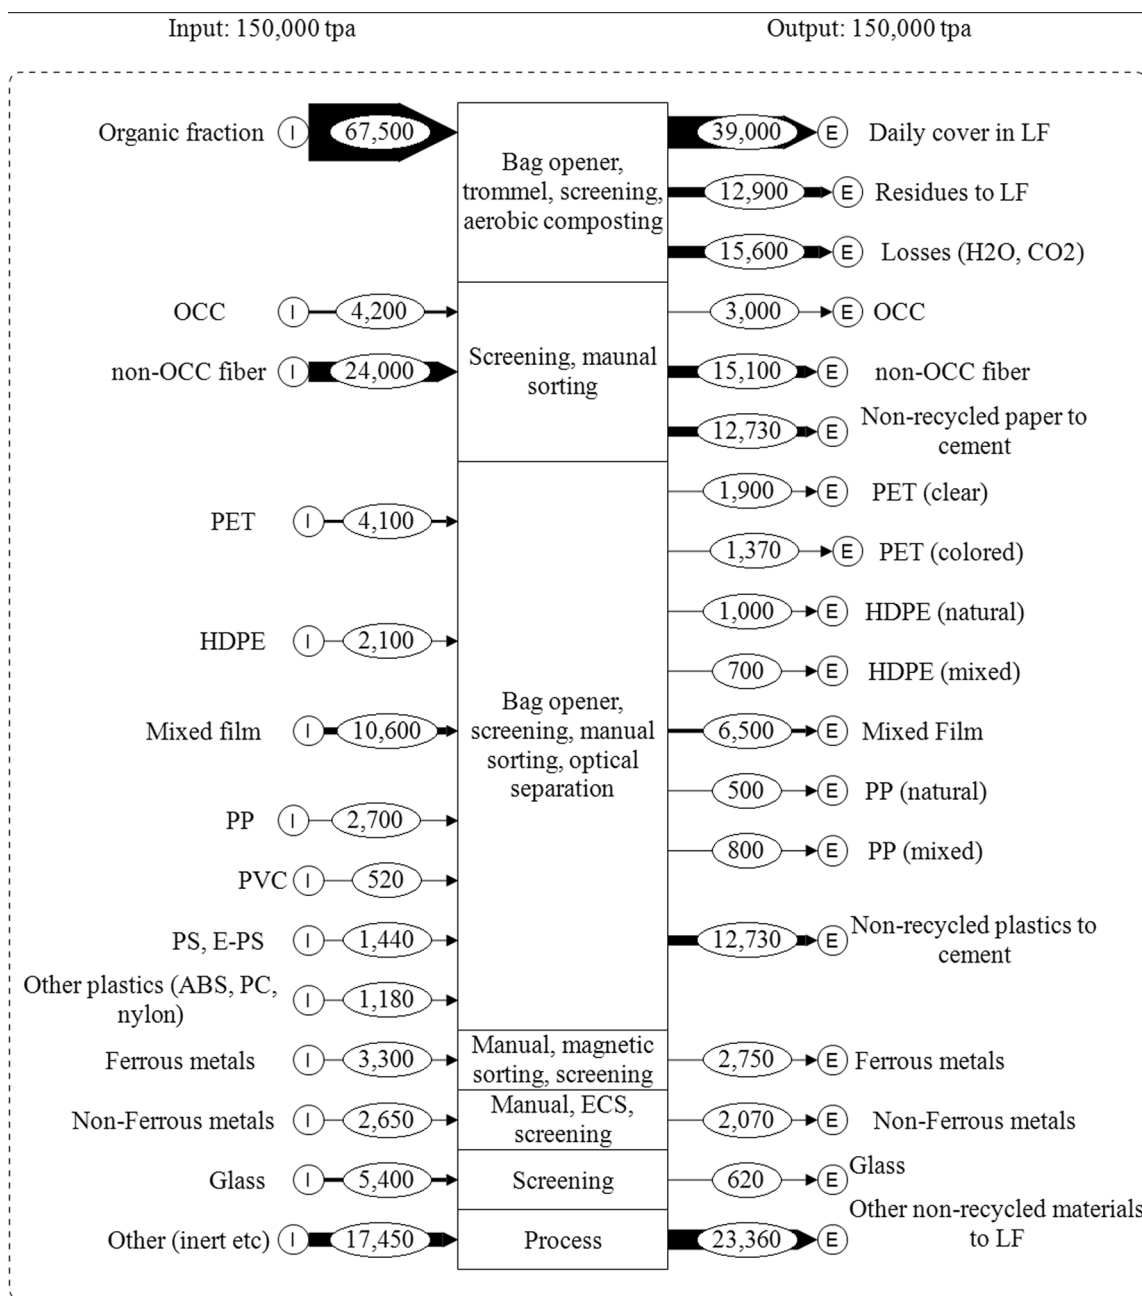 Input: 150,000 tpa
Output: 150,000 tpa
Organic fraction
I
67,500
Bag opener,
trommel, screening,
aerobic composting
39,000
E
Daily cover in LF
12,900
E
Residues to LF
15,600
E
Losses (H2O, CO2)
OCC
I
4,200
Screening, maunal
sorting
3,000
E
OCC
non-OCC fiber
I
24,000
15,100
E
non-OCC fiber
12,730
E
Non-recycled paper to
cement
PET
I
4,100
Bag opener,
screening, manual
sorting, optical
separation
1,900
E
PET (clear)
1,370
E
PET (colored)
HDPE
I
2,100
1,000
E
HDPE (natural)
700
E
HDPE (mixed)
Mixed film
I
10,600
6,500
E
Mixed Film
PP
I
2,700
500
E
PP (natural)
800
E
PP (mixed)
PVC
I
520
PS, E-PS
I
1,440
12,730
E
Non-recycled plastics to
cement
Other plastics (ABS, PC,
nylon)
I
1,180
Ferrous metals
I
3,300
Manual, magnetic
sorting, screening
2,750
E
Ferrous metals
Non-Ferrous metals
I
2,650
Manual, ECS,
screening
2,070
E
Non-Ferrous metals
Glass
I
5,400
Screening
620
E
Glass
Other (inert etc)
I
17,450
Process
23,360
E
Other non-recycled materials
to LF